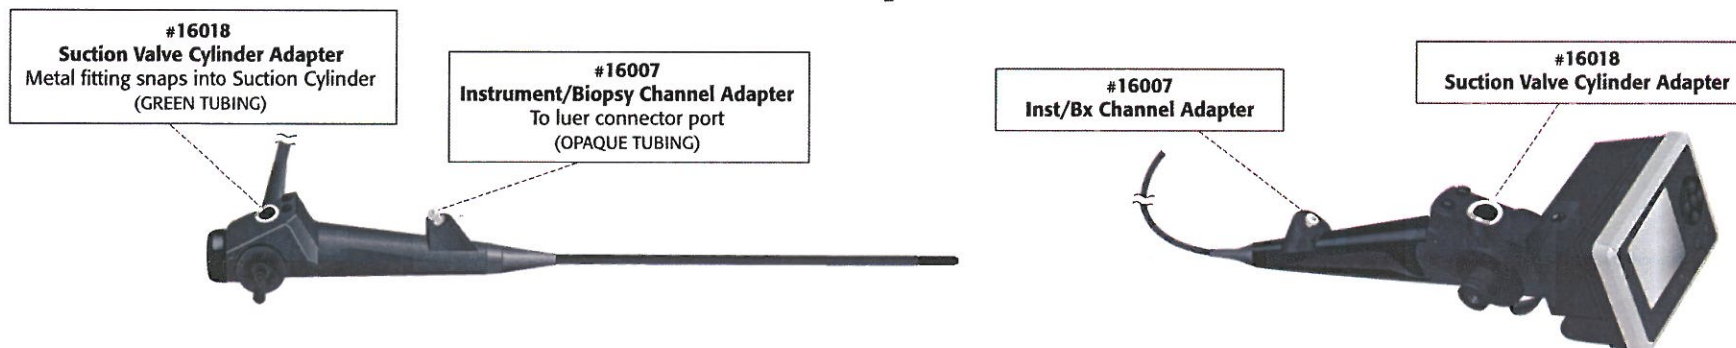 #16018
Suction Valve Cylinder Adapter
Metal fitting snaps into Suction Cylinder
(GREEN TUBING)
#16007
Instrument/Biopsy Channel Adapter
To luer connector port
(OPAQUE TUBING)
#16007
Inst/Bx Channel Adapter
#16018
Suction Valve Cylinder Adapter